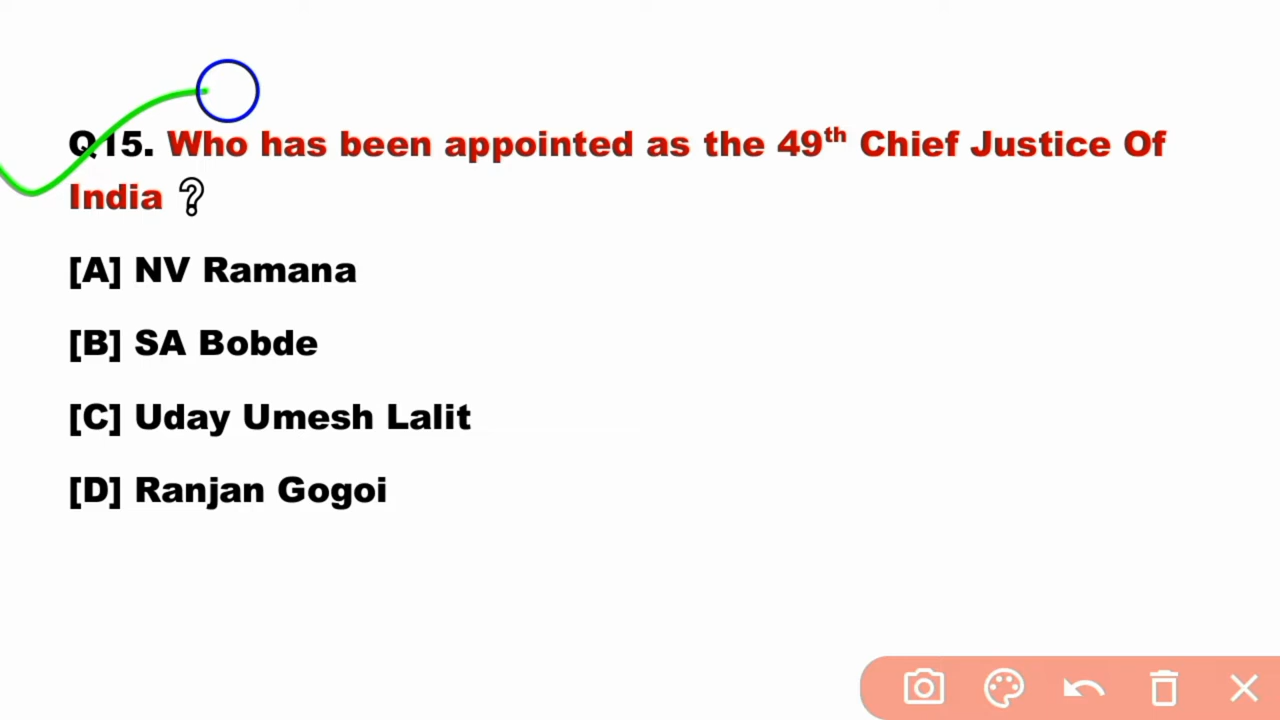 Q15. Who has been appointed as the 49th Chief Justice Of
India ?
[A] NV Ramana
[B] SA Bobde
[C] Uday Umesh Lalit
[D] Ranjan Gogoi